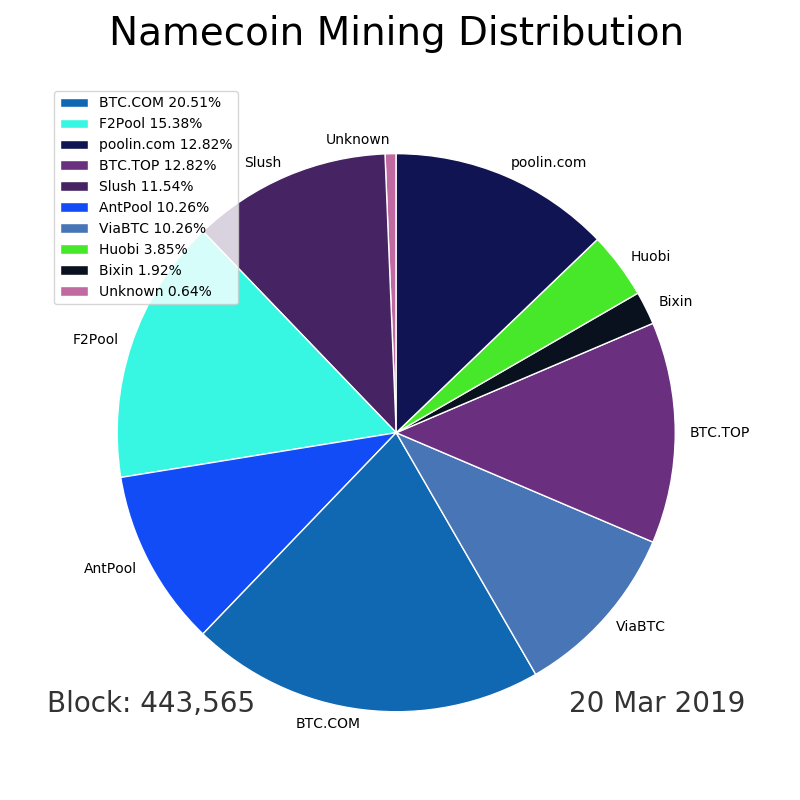 Namecoin Mining Distribution
BTC.COM 20.51%
F2Pool 15.38%
poolin.com 12.82%
BTC.TOP 12.82%
Slush 11.54%
AntPool 10.26%
ViaBTC 10.26%
Huobi 3.85%
Bixin 1.92%
Unknown 0.64%
Unknown
Slush
poolin.com
Huobi
Bixin
F2Pool
BTC.TOP
AntPool
ViaBTC
BTC.COM
Block: 443,565
20 Mar 2019